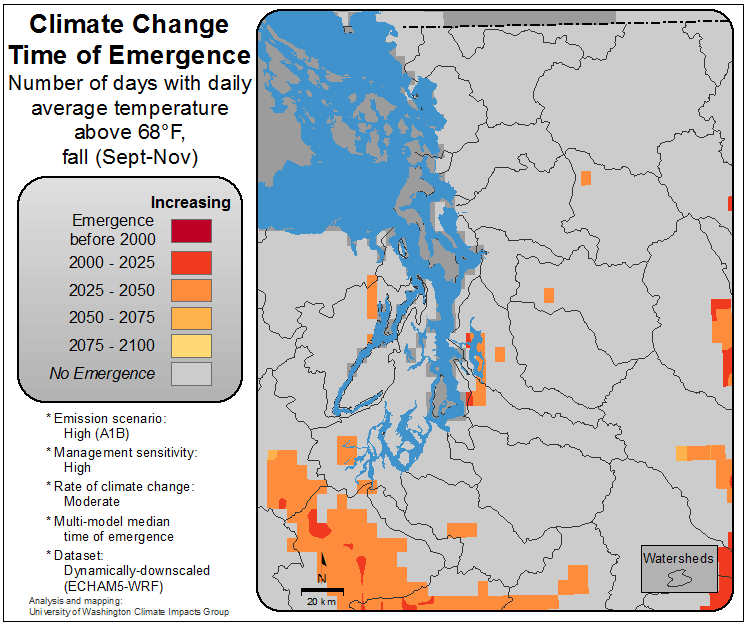 Climate Change
Time of Emergence
Number of days with daily
average temperature
above 68°F,
fall (Sept-Nov)
Increasing
Emergence
before 2000
2000 - 2025
2025 - 2050
2050 - 2075
2075 - 2100
No Emergence
* Emission scenario:
High (A1B)
* Management sensitivity:
High
* Rate of climate change:
Moderate
* Multi-model median
time of emergence
* Dataset:
Dynamically-downscaled
(ECHAM5-WRF)
Analysis and mapping:
University of Washington Climate Impacts Group
N
20 km
Watersheds